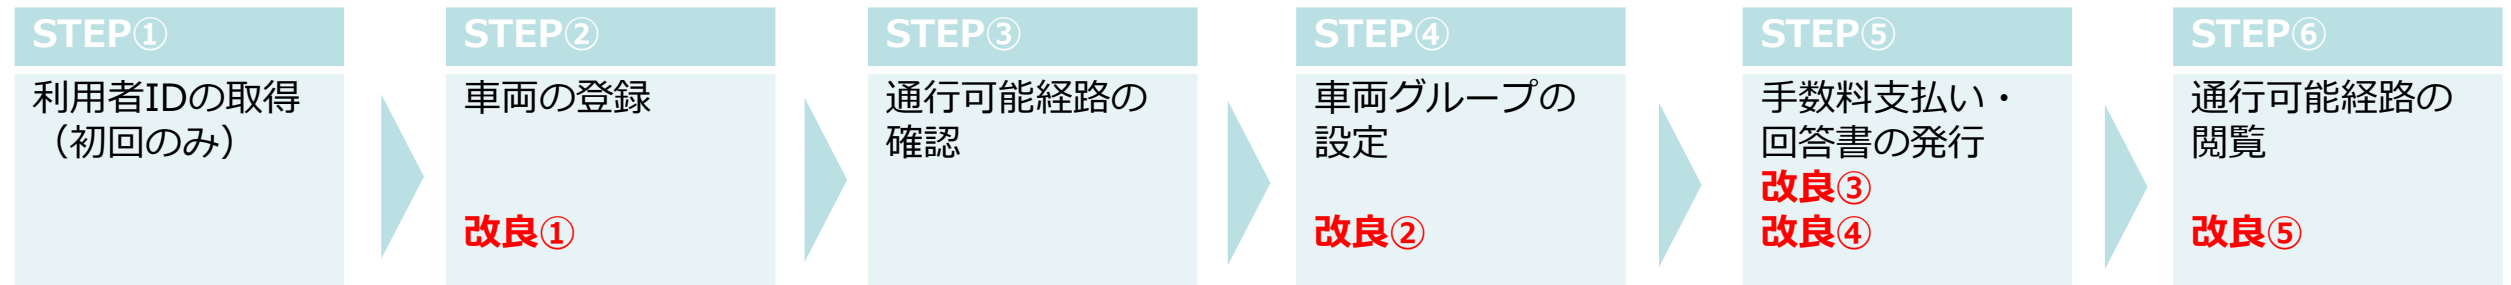 STEP①
利用者IDの取得
（初回のみ）
STEP②
車両の登録
改良①
STEP③
通行可能経路の
確認
STEP④
車両グループの
設定
改良②
STEP⑤
手数料支払い・
回答書の発行
改良③
改良④
STEP⑥
通行可能経路の
閲覧
改良⑤